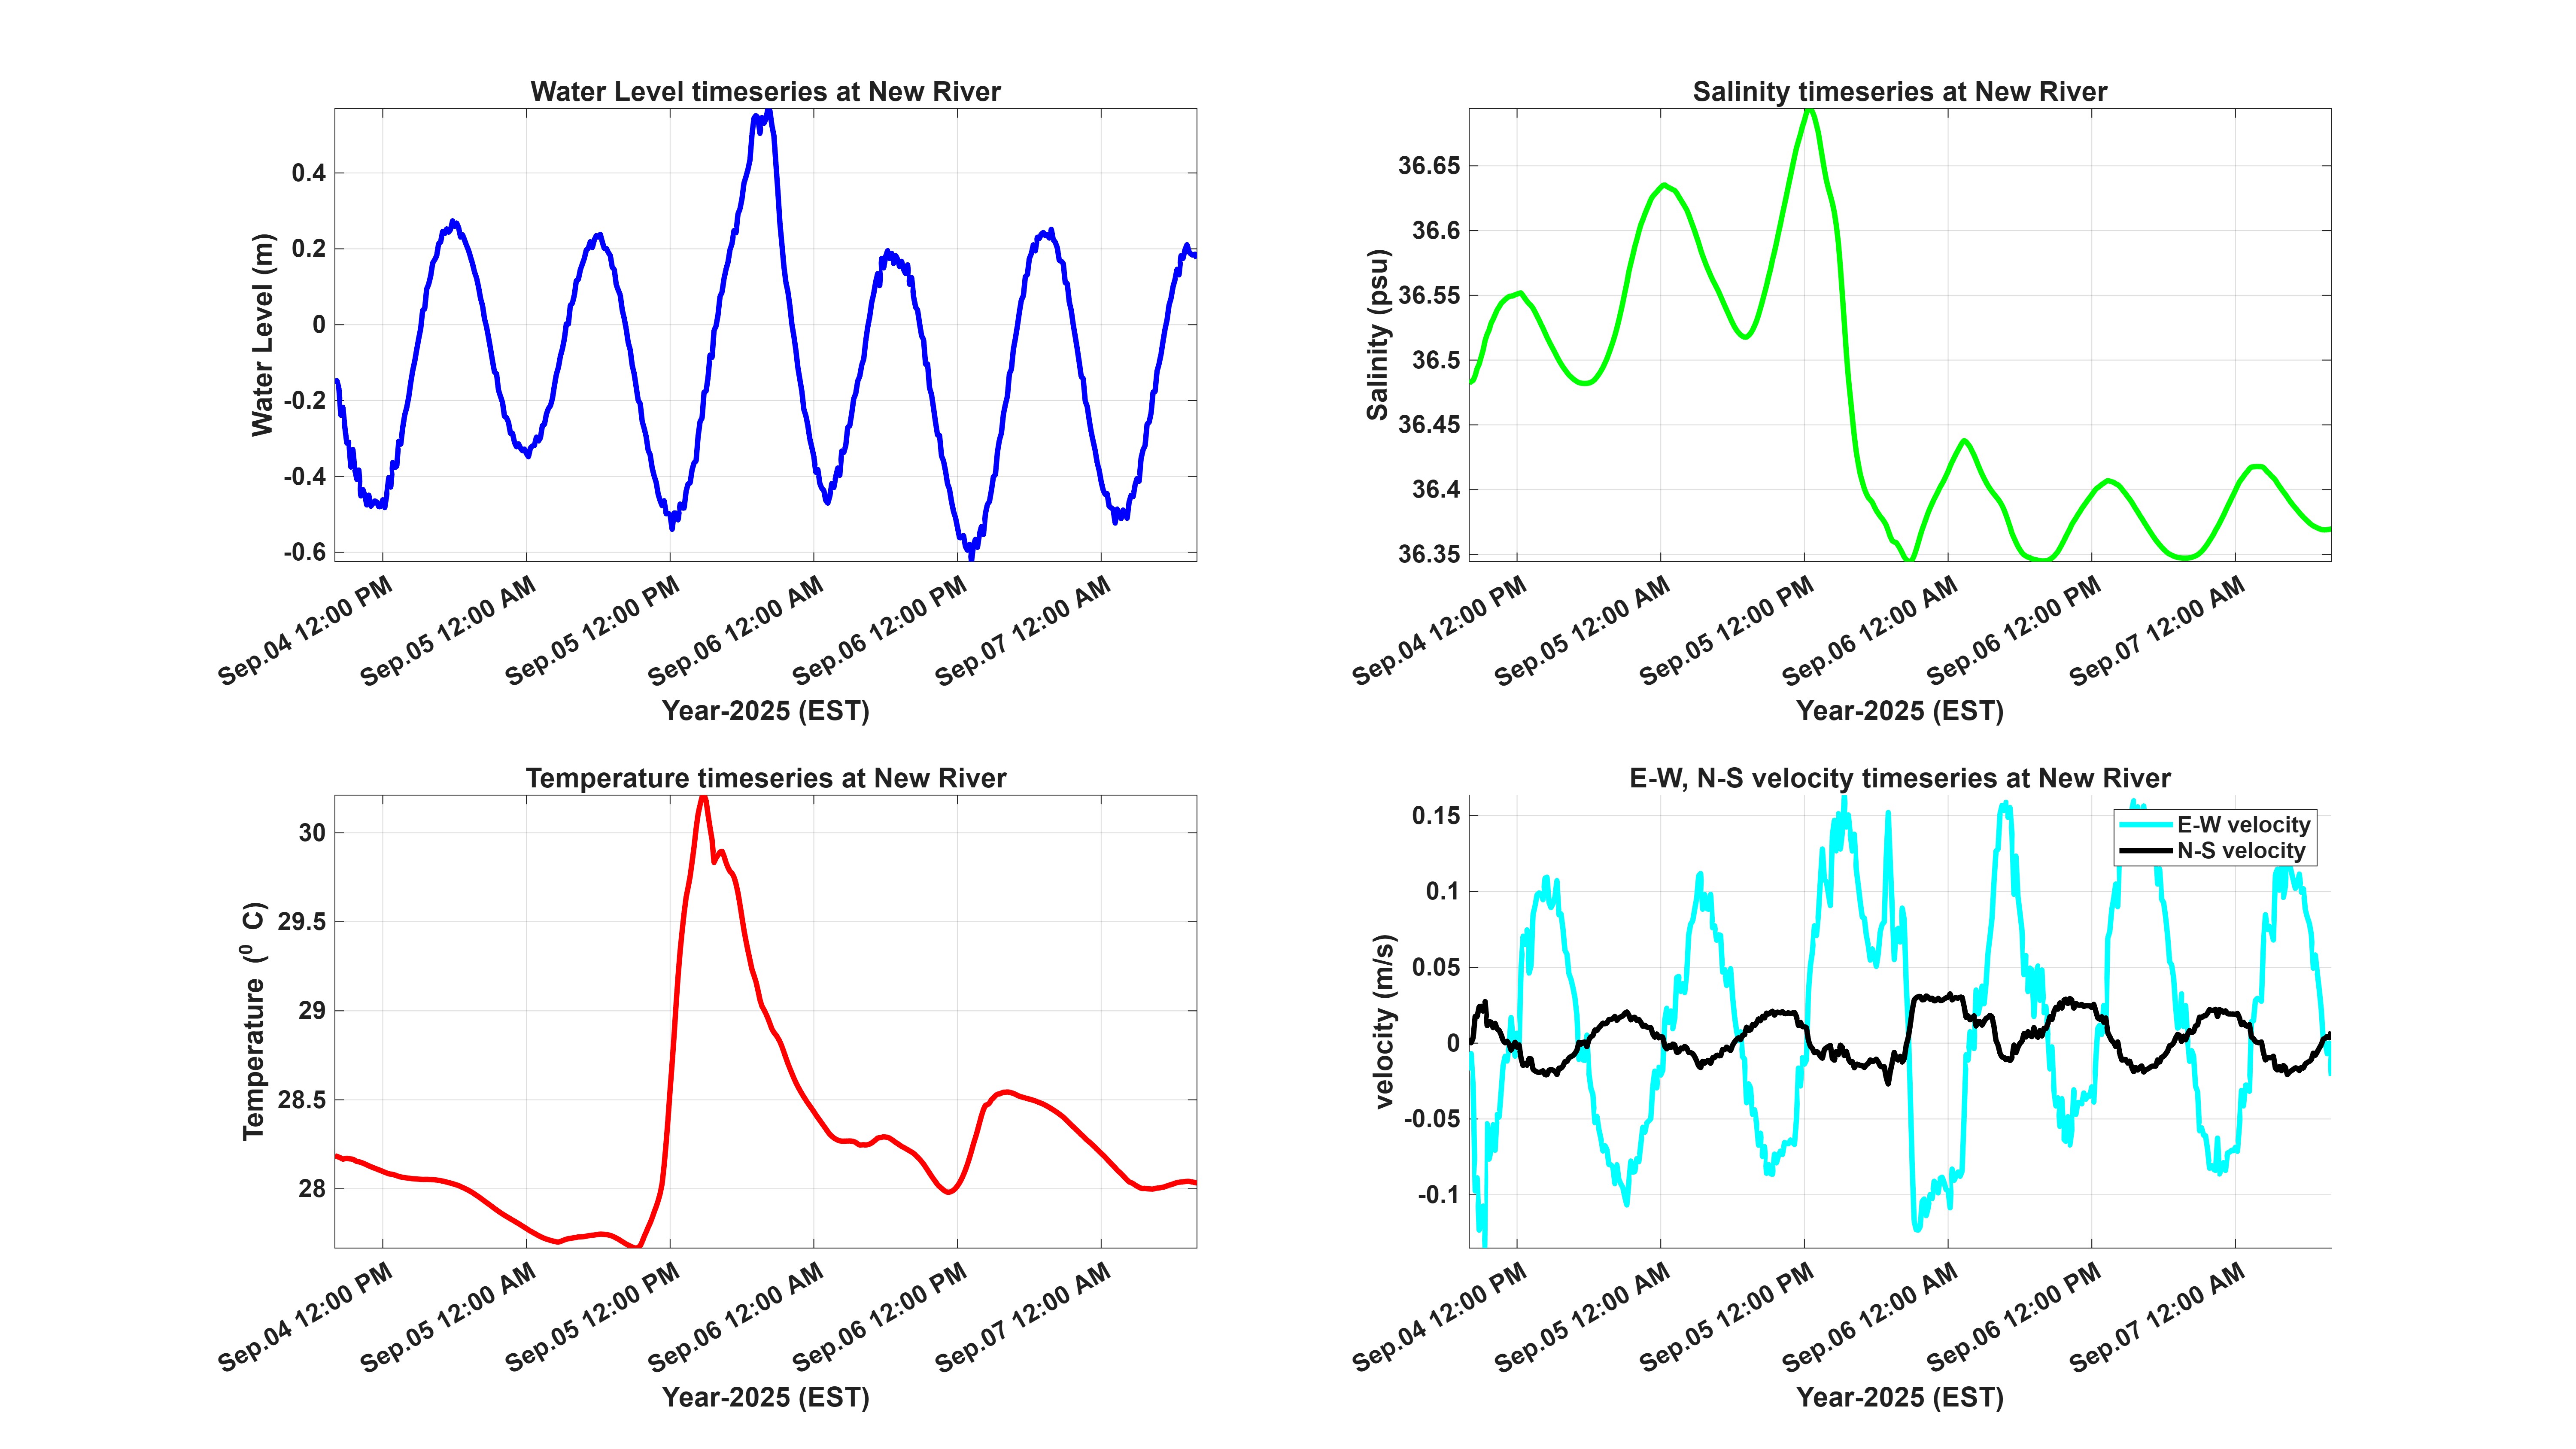 Water Level timeseries at New River
Water Level (m)
0.4
0.2
0
-0.2
-0.4
-0.6
Sep.04 12:00 PM
Sep.05 12:00 AM
Sep.05 12:00 PM
Sep.06 12:00 AM
Sep.06 12:00 PM
Sep.07 12:00 AM
Year-2025 (EST)
Salinity timeseries at New River
Salinity (psu)
36.65
36.6
36.55
36.5
36.45
36.4
36.35
Sep.04 12:00 PM
Sep.05 12:00 AM
Sep.05 12:00 PM
Sep.06 12:00 AM
Sep.06 12:00 PM
Sep.07 12:00 AM
Year-2025 (EST)
Temperature timeseries at New River
Temperature (⁰ C)
30
29.5
29
28.5
28
Sep.04 12:00 PM
Sep.05 12:00 AM
Sep.05 12:00 PM
Sep.06 12:00 AM
Sep.06 12:00 PM
Sep.07 12:00 AM
Year-2025 (EST)
E-W, N-S velocity timeseries at New River
velocity (m/s)
0.15
0.1
0.05
0
-0.05
-0.1
E-W velocity
N-S velocity
Sep.04 12:00 PM
Sep.05 12:00 AM
Sep.05 12:00 PM
Sep.06 12:00 AM
Sep.06 12:00 PM
Sep.07 12:00 AM
Year-2025 (EST)